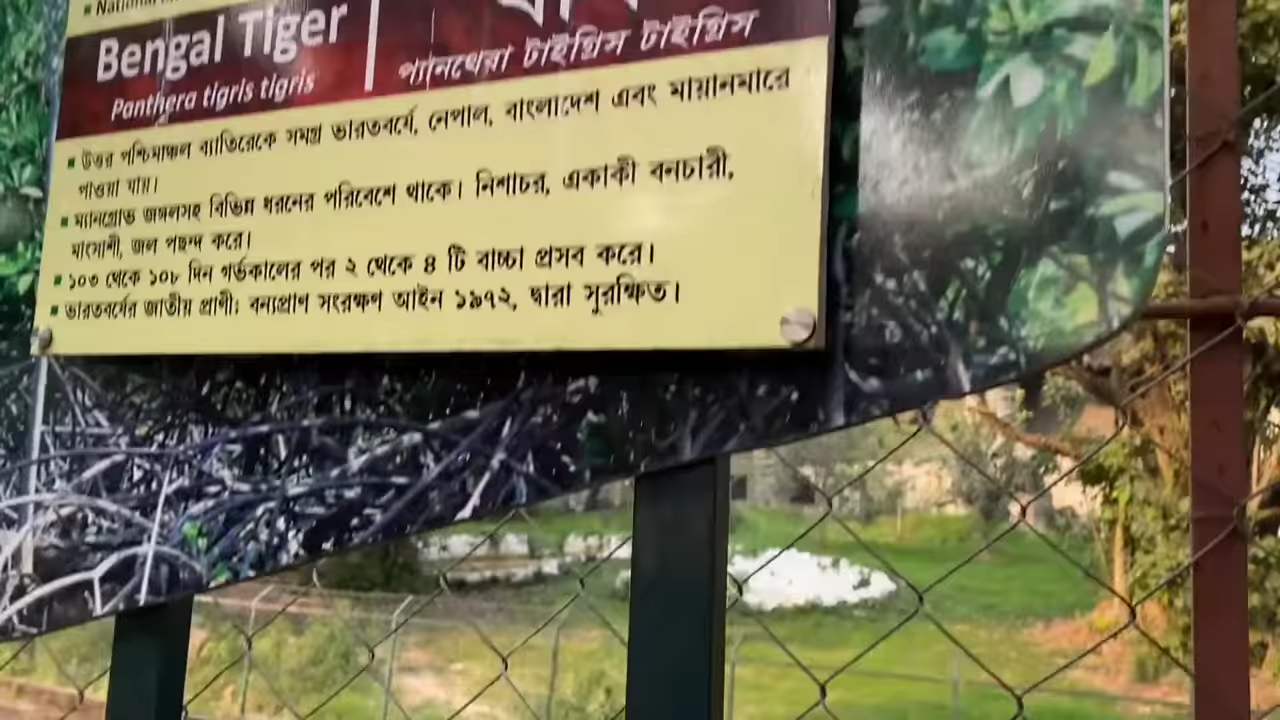 ■ National
Bengal Tiger
Panthera tigris tigris
প্যানথেরা টাইগ্রিস টাইগ্রিস
■ উত্তর পশ্চিমাঞ্চল ব্যাতিরেকে সমগ্র ভারতবর্ষে, নেপাল, বাংলাদেশ এবং মায়ানমারে
পাওয়া যায়।
■ ম্যানগ্রোভ জঙ্গলসহ বিভিন্ন ধরনের পরিবেশে থাকে। নিশাচর, একাকী বনচারী,
মাংসাশী, জল পছন্দ করে।
■ ১০৩ থেকে ১০৮ দিন গর্ভকালের পর ২ থেকে ৪ টি বাচ্চা প্রসব করে।
■ ভারতবর্ষের জাতীয় প্রাণী; বন্যপ্রাণ সংরক্ষণ আইন ১৯৭২, দ্বারা সুরক্ষিত।